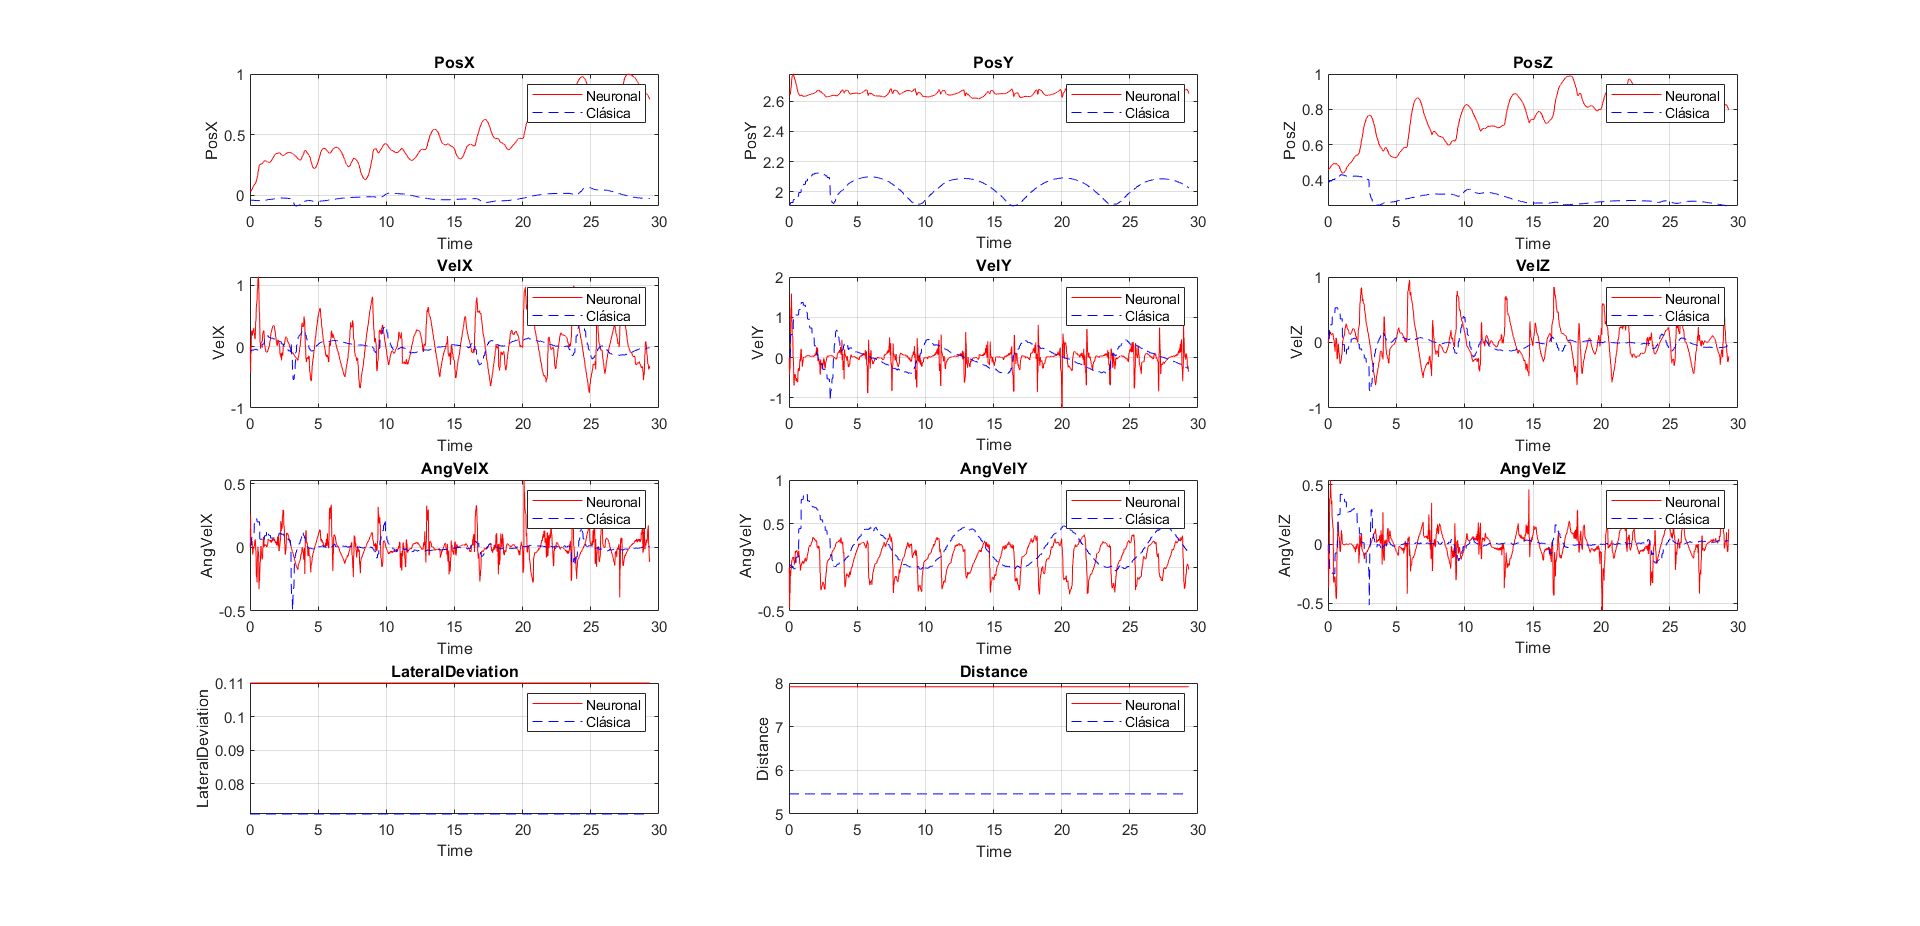 PosX
PosX
1
0.5
0
Neuronal
Clásica
0 5 10 15 20 25 30
Time
PosY
PosY
2.6
2.4
2.2
2
Neuronal
Clásica
0 5 10 15 20 25 30
Time
PosZ
PosZ
1
0.8
0.6
0.4
Neuronal
Clásica
0 5 10 15 20 25 30
Time
VelX
VelX
1
0
-1
Neuronal
Clásica
0 5 10 15 20 25 30
Time
VelY
VelY
2
1
0
-1
Neuronal
Clásica
0 5 10 15 20 25 30
Time
VelZ
VelZ
1
0
-1
Neuronal
Clásica
0 5 10 15 20 25 30
Time
AngVelX
AngVelX
0.5
0
-0.5
Neuronal
Clásica
0 5 10 15 20 25 30
Time
AngVelY
AngVelY
1
0.5
0
-0.5
Neuronal
Clásica
0 5 10 15 20 25 30
Time
AngVelZ
AngVelZ
0.5
0
-0.5
Neuronal
Clásica
0 5 10 15 20 25 30
Time
LateralDeviation
LateralDeviation
0.11
0.1
0.09
0.08
Neuronal
Clásica
0 5 10 15 20 25 30
Time
Distance
Distance
8
7
6
5
Neuronal
Clásica
0 5 10 15 20 25 30
Time